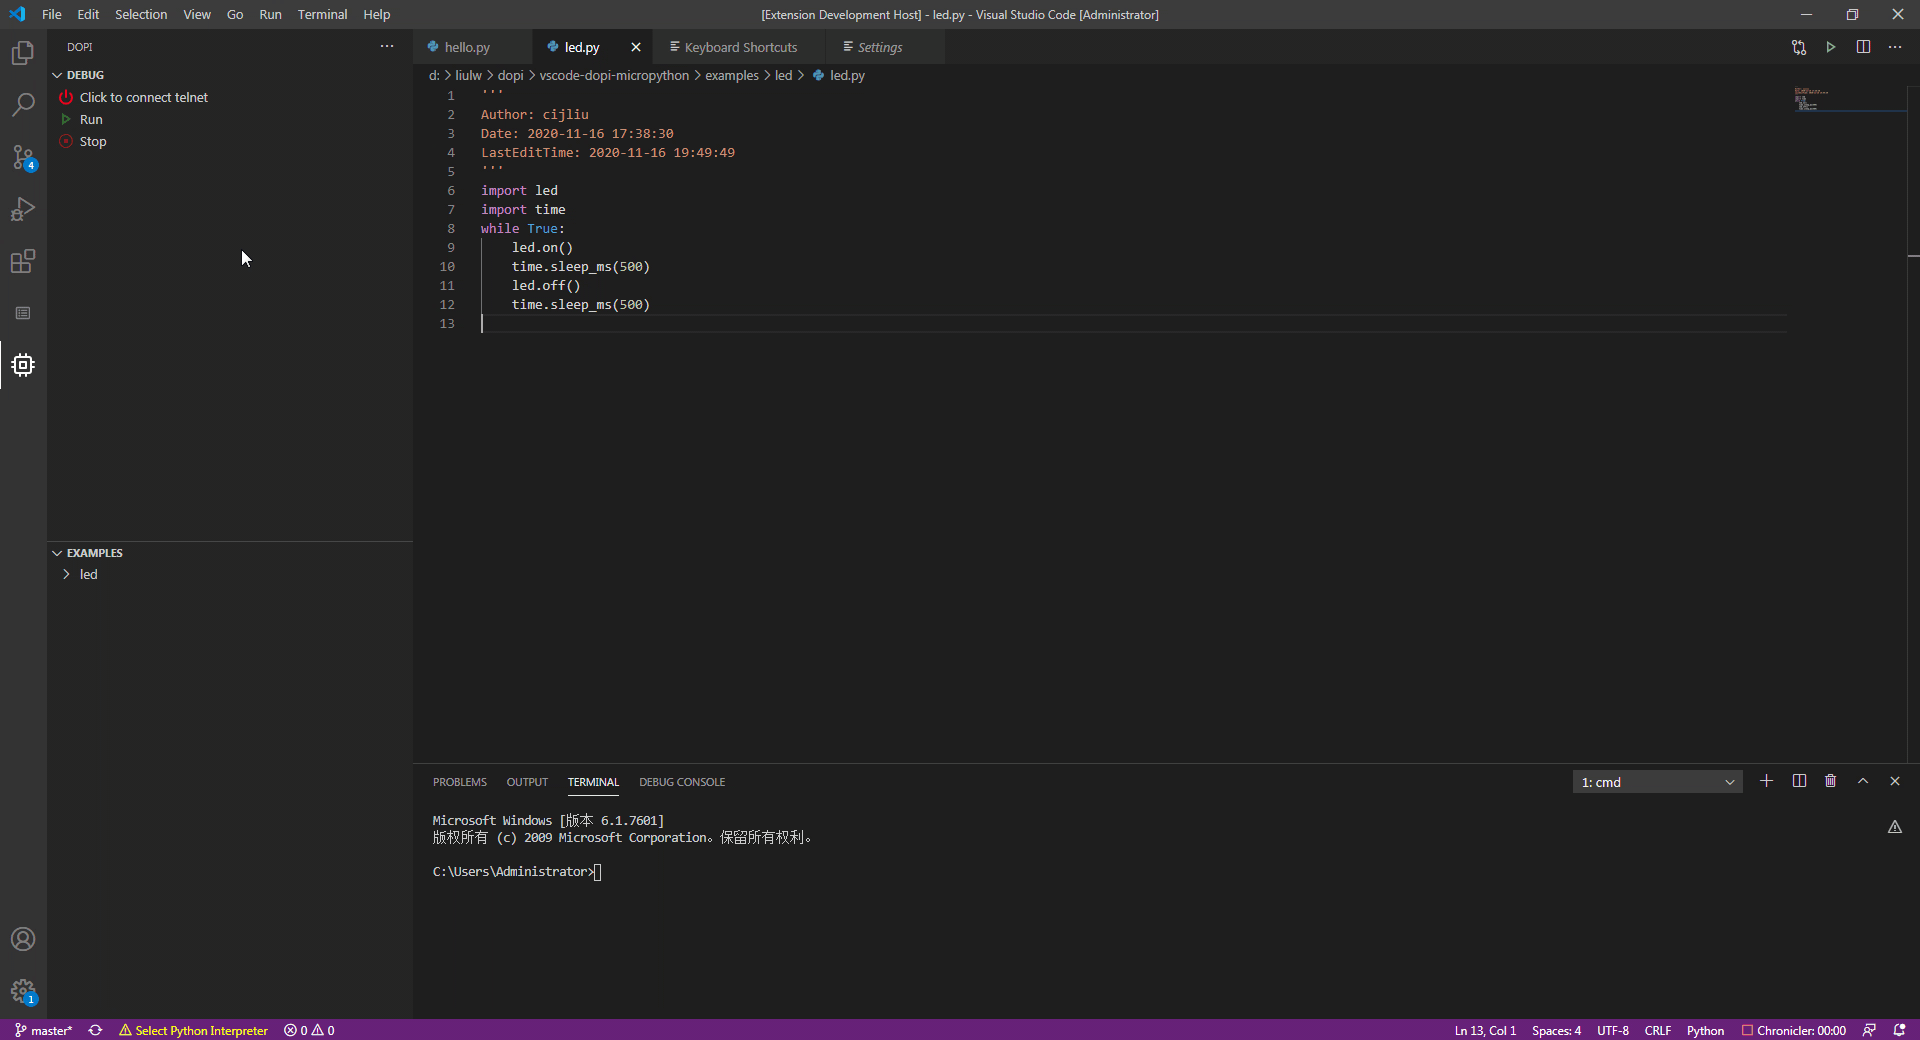 File Edit Selection View Go Run Terminal Help
[Extension Development Host] - led.py - Visual Studio Code [Administrator]
DOPI
DEBUG
Click to connect telnet
Run
Stop
4
EXAMPLES
led
1
hello.py
led.py
Keyboard Shortcuts
Settings
d: > liulw > dopi > vscode-dopi-micropython > examples > led > led.py
1 '''
2 Author: cijliu
3 Date: 2020-11-16 17:38:30
4 LastEditTime: 2020-11-16 19:49:49
5 '''
6 import led
7 import time
8 while True:
9 led.on()
10 time.sleep_ms(500)
11 led.off()
12 time.sleep_ms(500)
13
PROBLEMS OUTPUT TERMINAL DEBUG CONSOLE
1: cmd
Microsoft Windows [版本 6.1.7601]
版权所有 (c) 2009 Microsoft Corporation。保留所有权利。
C:\Users\Administrator>
master* Select Python Interpreter 0 0
Ln 13, Col 1 Spaces: 4 UTF-8 CRLF Python Chronicler: 00:00